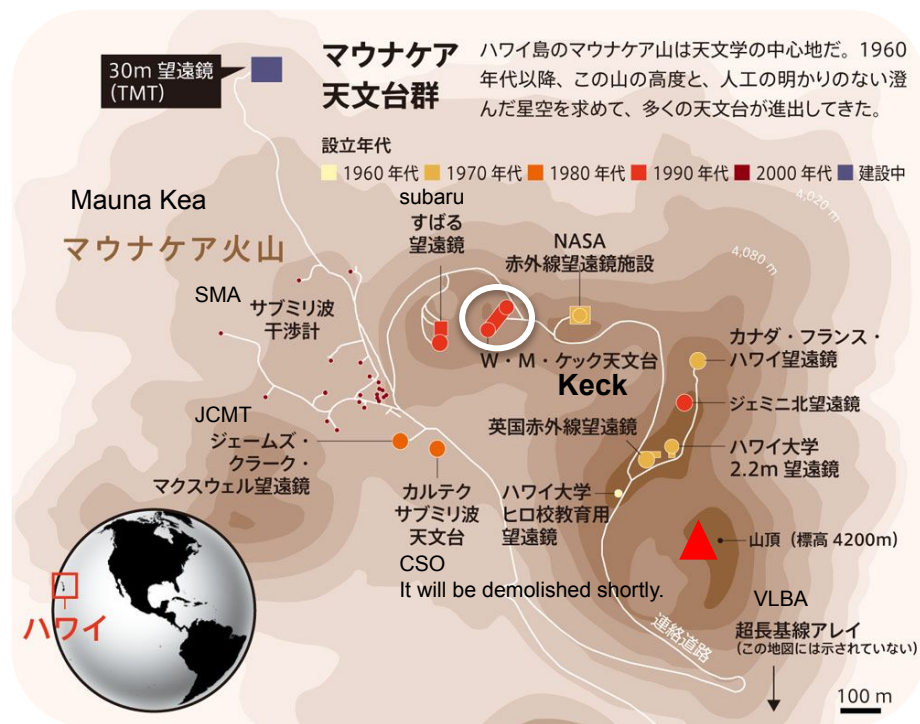 マウナケア
天文台群
ハワイ島のマウナケア山は天文学の中心地だ。1960
年代以降、この山の高度と、人工の明かりのない澄
んだ星空を求めて、多くの天文台が進出してきた。
30m 望遠鏡
(TMT)
設立年代
1960 年代 1970 年代 1980 年代 1990 年代 2000 年代 建設中
Mauna Kea
マウナケア火山
subaru
すばる
望遠鏡
NASA
赤外線望遠鏡施設
4,020 m
4,080 m
SMA
サブミリ波
干渉計
W・M・ケック天文台
Keck
カナダ・フランス・
ハワイ望遠鏡
ジェミニ北望遠鏡
英国赤外線望遠鏡
ハワイ大学
2.2m 望遠鏡
JCMT
ジェームズ・
クラーク・
マクスウェル望遠鏡
カルテク
サブミリ波
天文台
CSO
It will be demolished shortly.
ハワイ大学
ヒロ校教育用
望遠鏡
山頂（標高 4200m）
VLBA
超長基線アレイ
（この地図には示されていない）
連絡道路
ハワイ
100 m